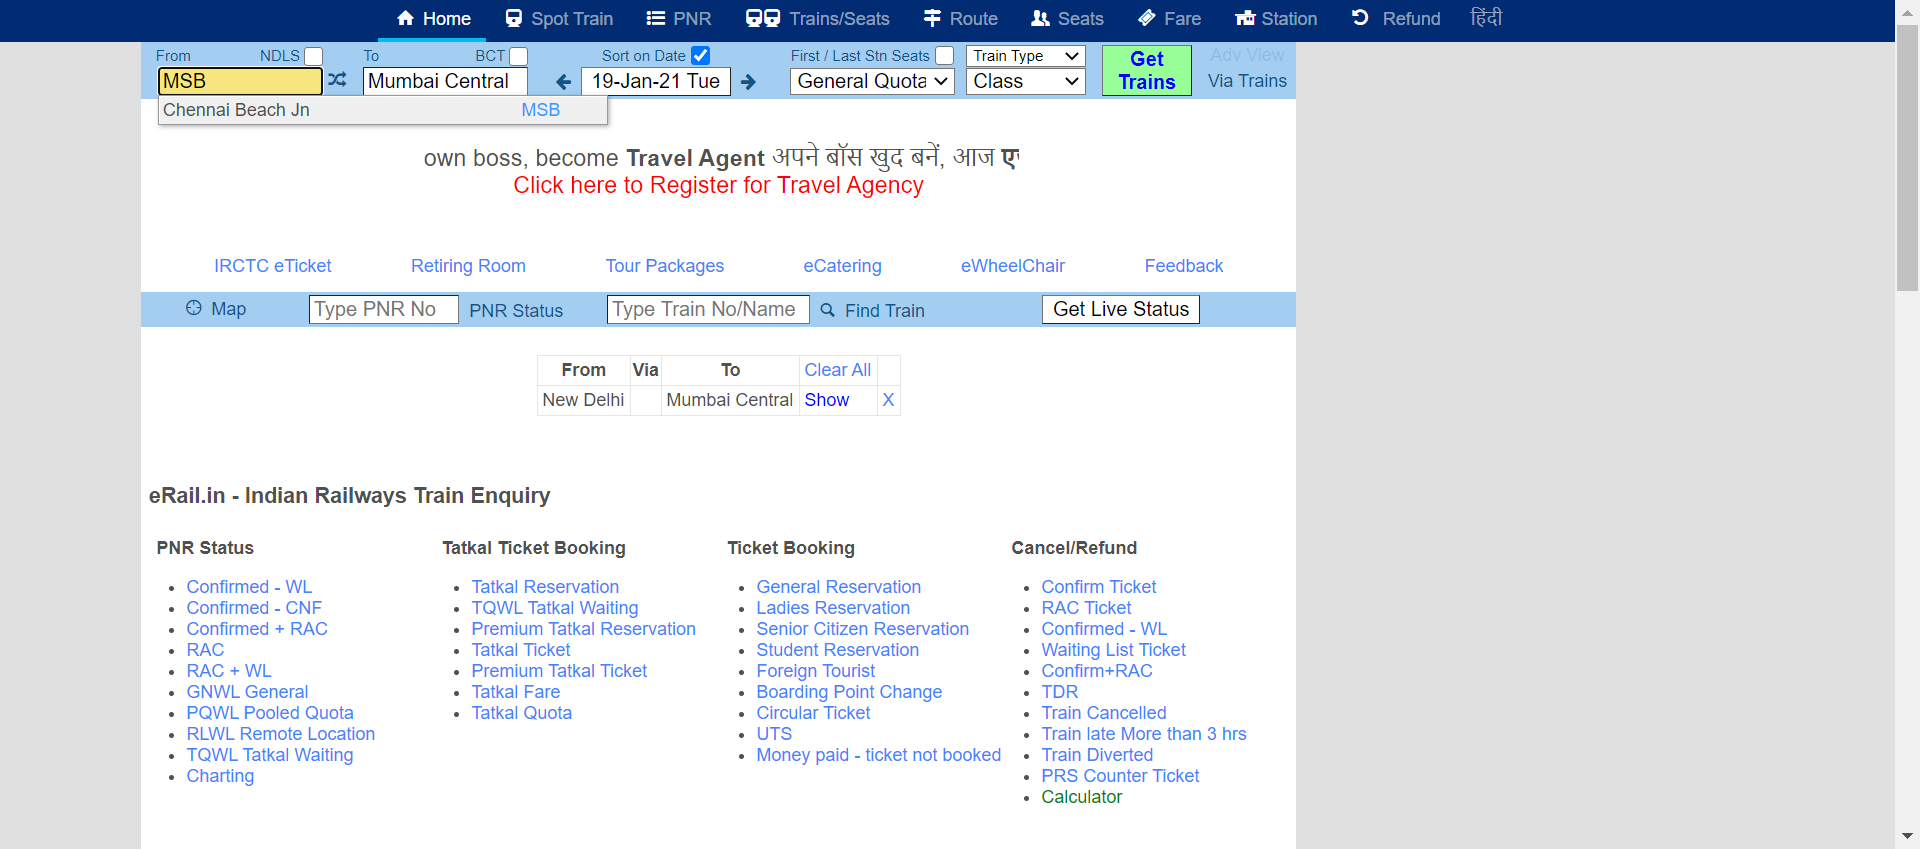 Home Spot Train PNR Trains/Seats Route Seats Fare Station Refund हिंदी
From NDLS To BCT Sort on Date First / Last Stn Seats Train Type Get Trains Adv View
MSB Mumbai Central 19-Jan-21 Tue General Quota Class Via Trains
Chennai Beach Jn MSB
own boss, become Travel Agent अपने बॉस खुद बनें, आज
Click here to Register for Travel Agency
IRCTC eTicket Retiring Room Tour Packages eCatering eWheelChair Feedback
Map Type PNR No PNR Status Type Train No/Name Find Train Get Live Status
From Via To Clear All
New Delhi Mumbai Central Show X
eRail.in - Indian Railways Train Enquiry
PNR Status
Confirmed - WL
Confirmed - CNF
Confirmed + RAC
RAC
RAC + WL
GNWL General
PQWL Pooled Quota
RLWL Remote Location
TQWL Tatkal Waiting
Charting
Tatkal Ticket Booking
Tatkal Reservation
TQWL Tatkal Waiting
Premium Tatkal Reservation
Tatkal Ticket
Premium Tatkal Ticket
Tatkal Fare
Tatkal Quota
Ticket Booking
General Reservation
Ladies Reservation
Senior Citizen Reservation
Student Reservation
Foreign Tourist
Boarding Point Change
Circular Ticket
UTS
Money paid - ticket not booked
Cancel/Refund
Confirm Ticket
RAC Ticket
Confirmed - WL
Waiting List Ticket
Confirm+RAC
TDR
Train Cancelled
Train late More than 3 hrs
Train Diverted
PRS Counter Ticket
Calculator